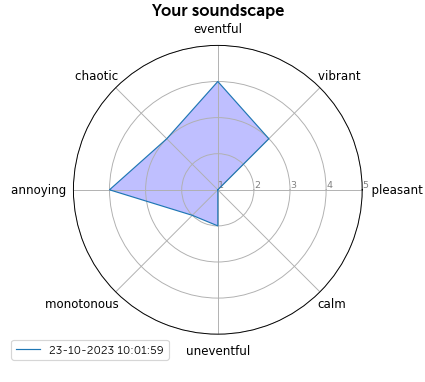 Your soundscape
eventful
chaotic
vibrant
annoying
1
2
3
4
5
pleasant
monotonous
calm
uneventful
23-10-2023 10:01:59